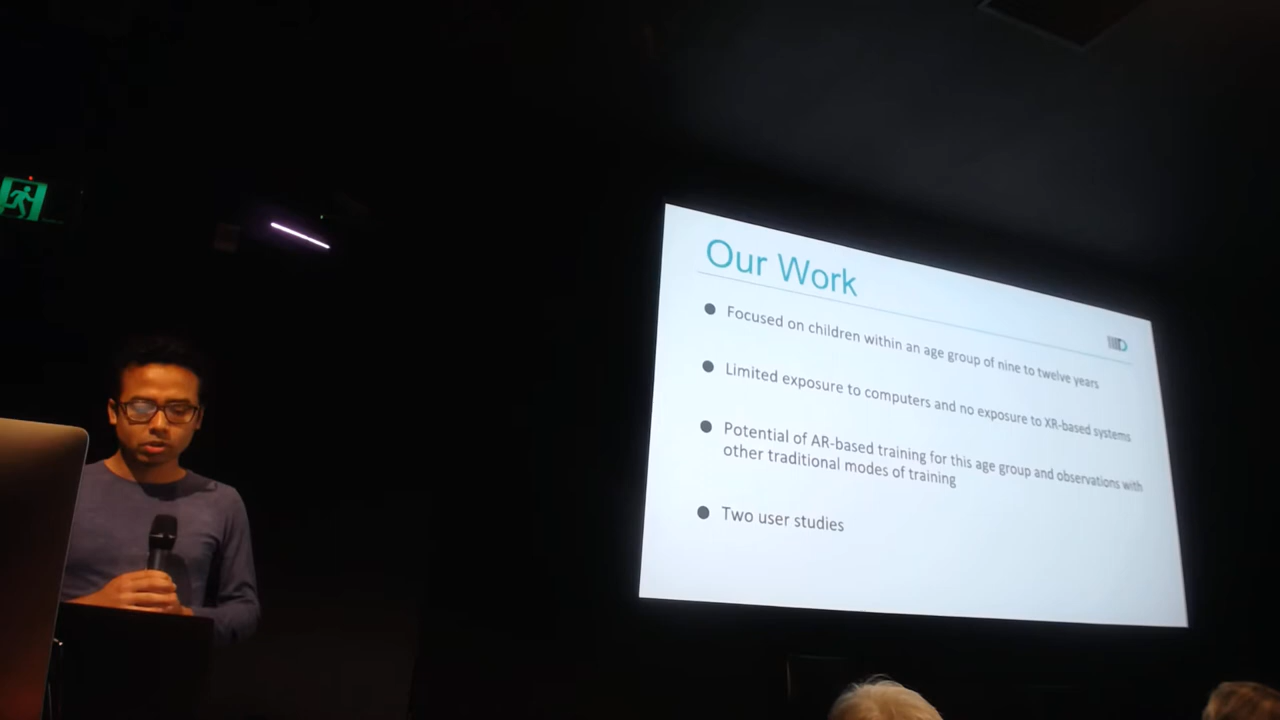 Our Work
Focused on children within an age group of nine to twelve years
Limited exposure to computers and no exposure to XR-based systems
Potential of AR-based training for this age group and observations with
other traditional modes of training
Two user studies